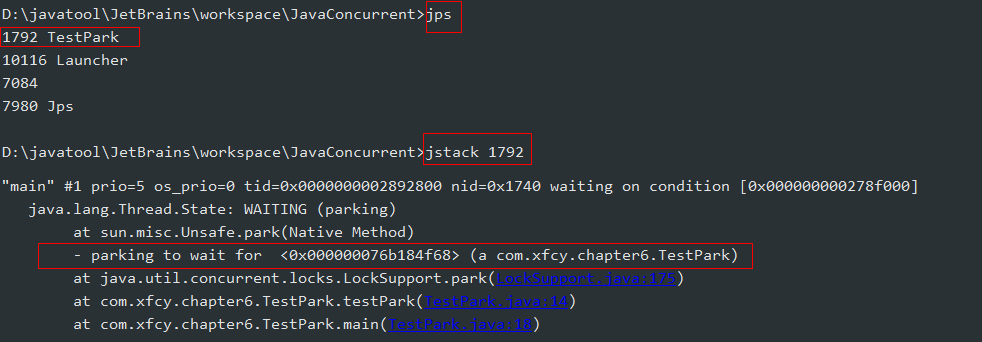 D:\javatool\JetBrains\workspace\JavaConcurrent>jps
1792 TestPark
10116 Launcher
7084
7980 Jps
D:\javatool\JetBrains\workspace\JavaConcurrent>jstack 1792
"main" #1 prio=5 os_prio=0 tid=0x0000000002892800 nid=0x1740 waiting on condition [0x000000000278f000]
java.lang.Thread.State: WAITING (parking)
at sun.misc.Unsafe.park(Native Method)
- parking to wait for  <0x000000076b184f68> (a com.xfcy.chapter6.TestPark)
at java.util.concurrent.locks.LockSupport.park(LockSupport.java:175)
at com.xfcy.chapter6.TestPark.testPark(TestPark.java:14)
at com.xfcy.chapter6.TestPark.main(TestPark.java:18)